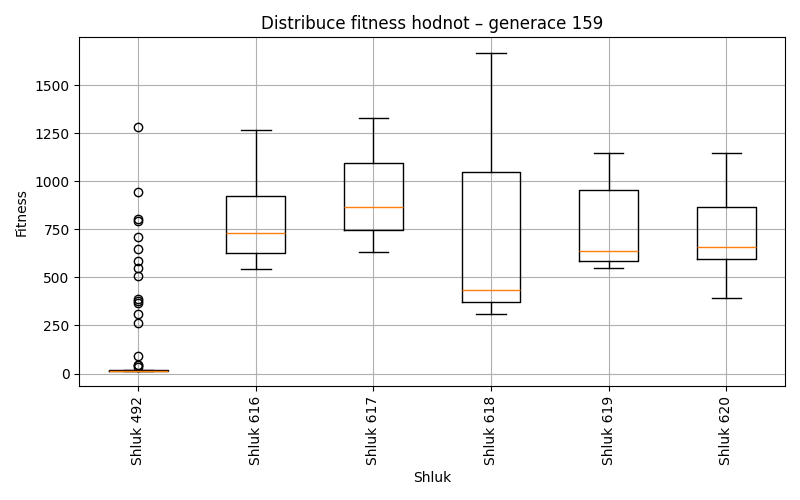 Distribuce fitness hodnot – generace 159
Fitness
1500
1250
1000
750
500
250
0
Shluk 492
Shluk 616
Shluk 617
Shluk 618
Shluk 619
Shluk 620
Shluk